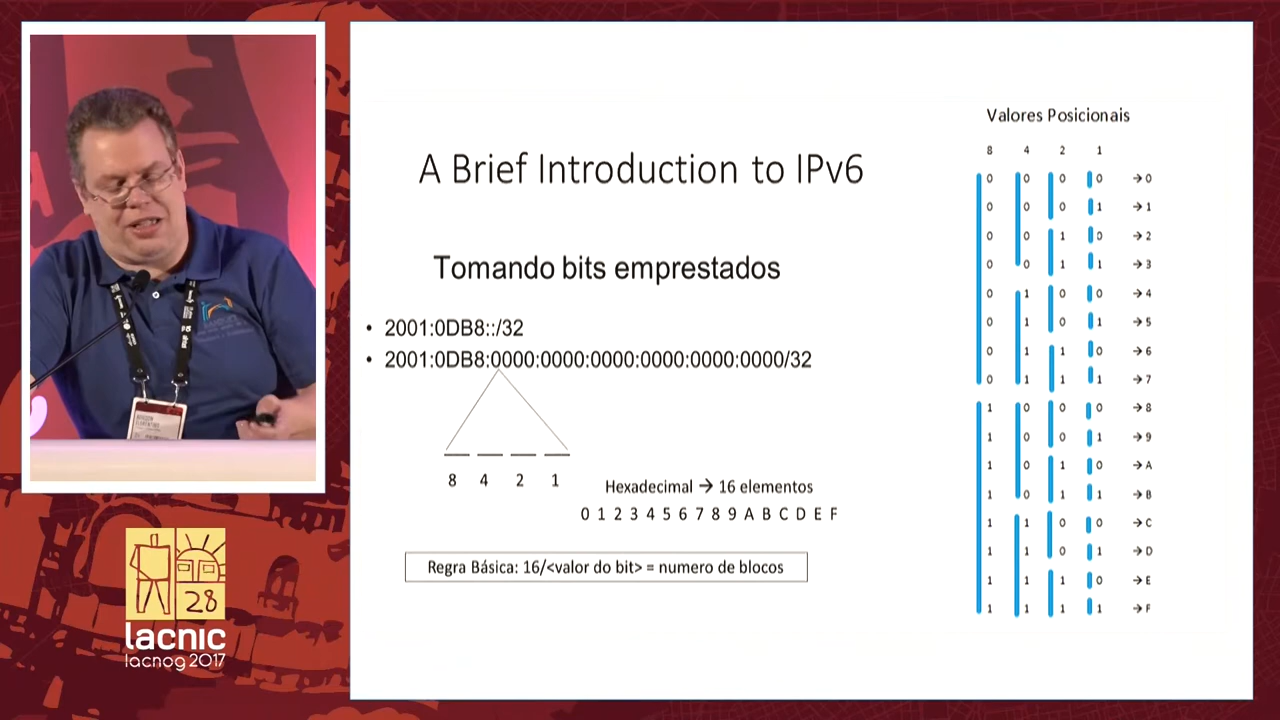 A Brief Introduction to IPv6
Tomando bits emprestados
• 2001:0DB8::/32
• 2001:0DB8:0000:0000:0000:0000:0000:0000/32
8 4 2 1
Hexadecimal → 16 elementos
0 1 2 3 4 5 6 7 8 9 A B C D E F
Regra Básica: 16/<valor do bit> = numero de blocos
Valores Posicionais
8 4 2 1
0 0 0 0 → 0
0 0 0 1 → 1
0 0 1 0 → 2
0 0 1 1 → 3
0 1 0 0 → 4
0 1 0 1 → 5
0 1 1 0 → 6
0 1 1 1 → 7
1 0 0 0 → 8
1 0 0 1 → 9
1 0 1 0 → A
1 0 1 1 → B
1 1 0 0 → C
1 1 0 1 → D
1 1 1 0 → E
1 1 1 1 → F
28
lacnic
lacnog 2017